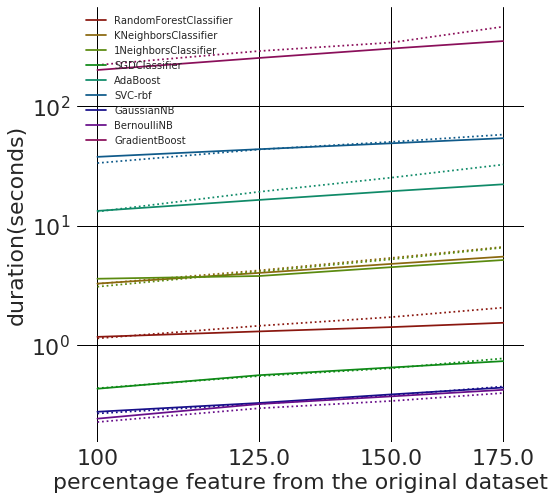 RandomForestClassifier
KNeighborsClassifier
1NeighborsClassifier
SGDClassifier
AdaBoost
SVC-rbf
GaussianNB
BernoulliNB
GradientBoost
duration(seconds)
10²
10¹
10⁰
100 125.0 150.0 175.0
percentage feature from the original dataset